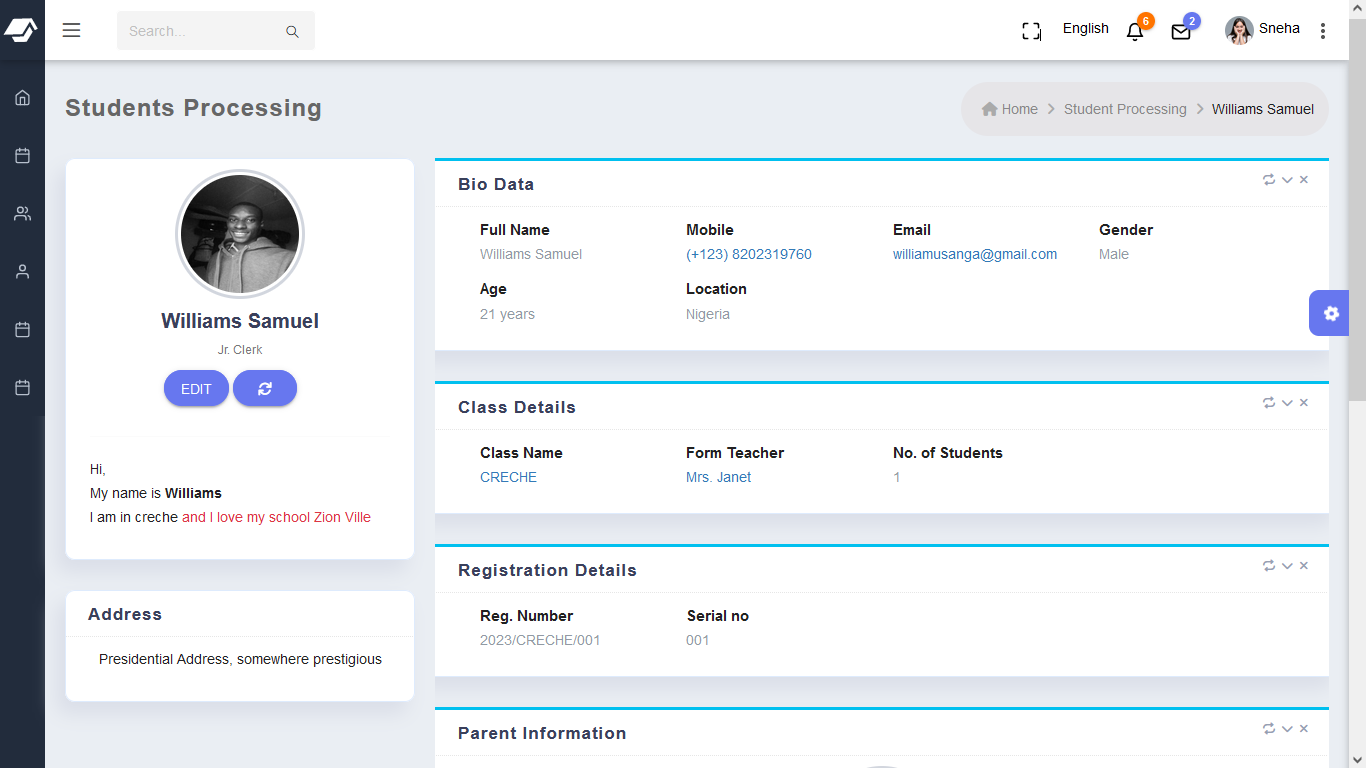 Search...
English
6
2
Sneha
Students Processing
Home > Student Processing > Williams Samuel
Williams Samuel
Jr. Clerk
EDIT
Hi,
My name is Williams
I am in creche and I love my school Zion Ville
Address
Presidential Address, somewhere prestigious
Bio Data
Full Name Mobile Email Gender
Williams Samuel (+123) 8202319760 williamusanga@gmail.com Male
Age Location
21 years Nigeria
Class Details
Class Name Form Teacher No. of Students
CRECHE Mrs. Janet 1
Registration Details
Reg. Number Serial no
2023/CRECHE/001 001
Parent Information